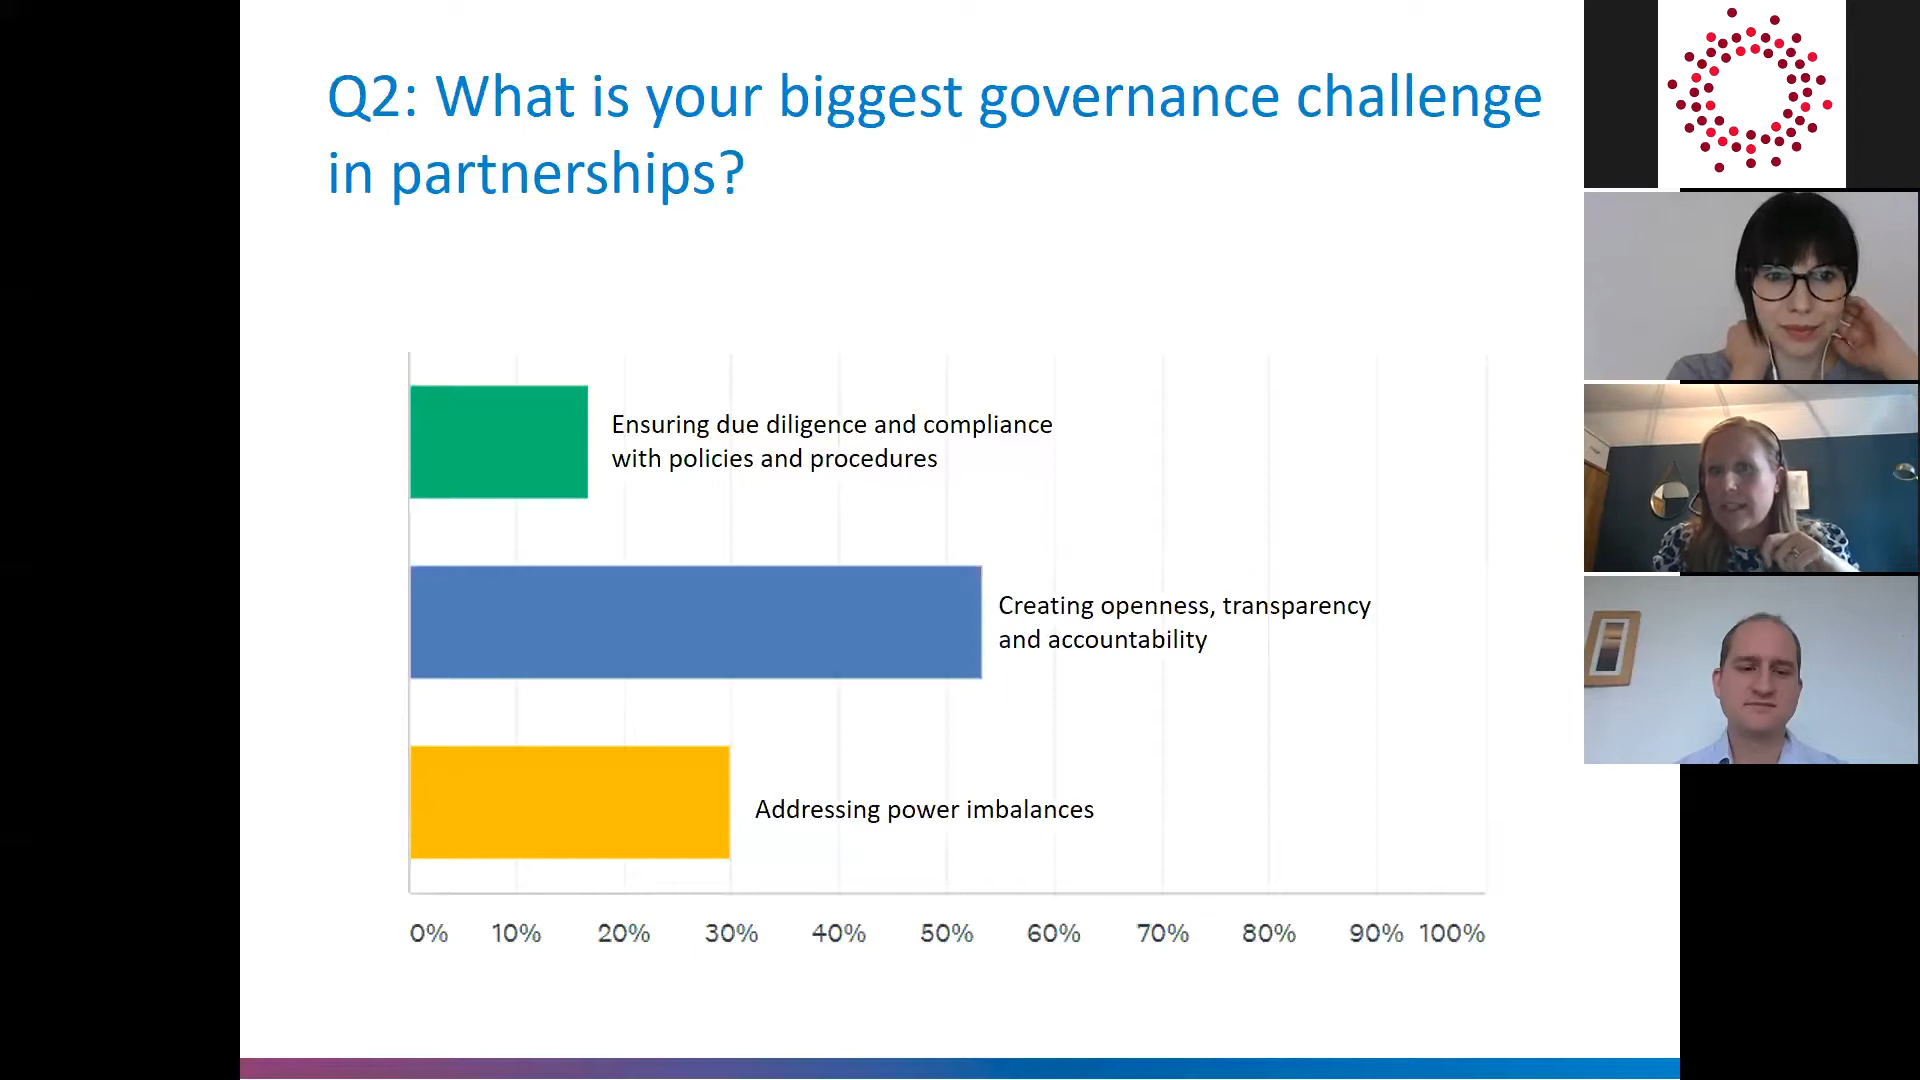 Q2: What is your biggest governance challenge
in partnerships?
Ensuring due diligence and compliance
with policies and procedures
Creating openness, transparency
and accountability
Addressing power imbalances
0% 10% 20% 30% 40% 50% 60% 70% 80% 90% 100%